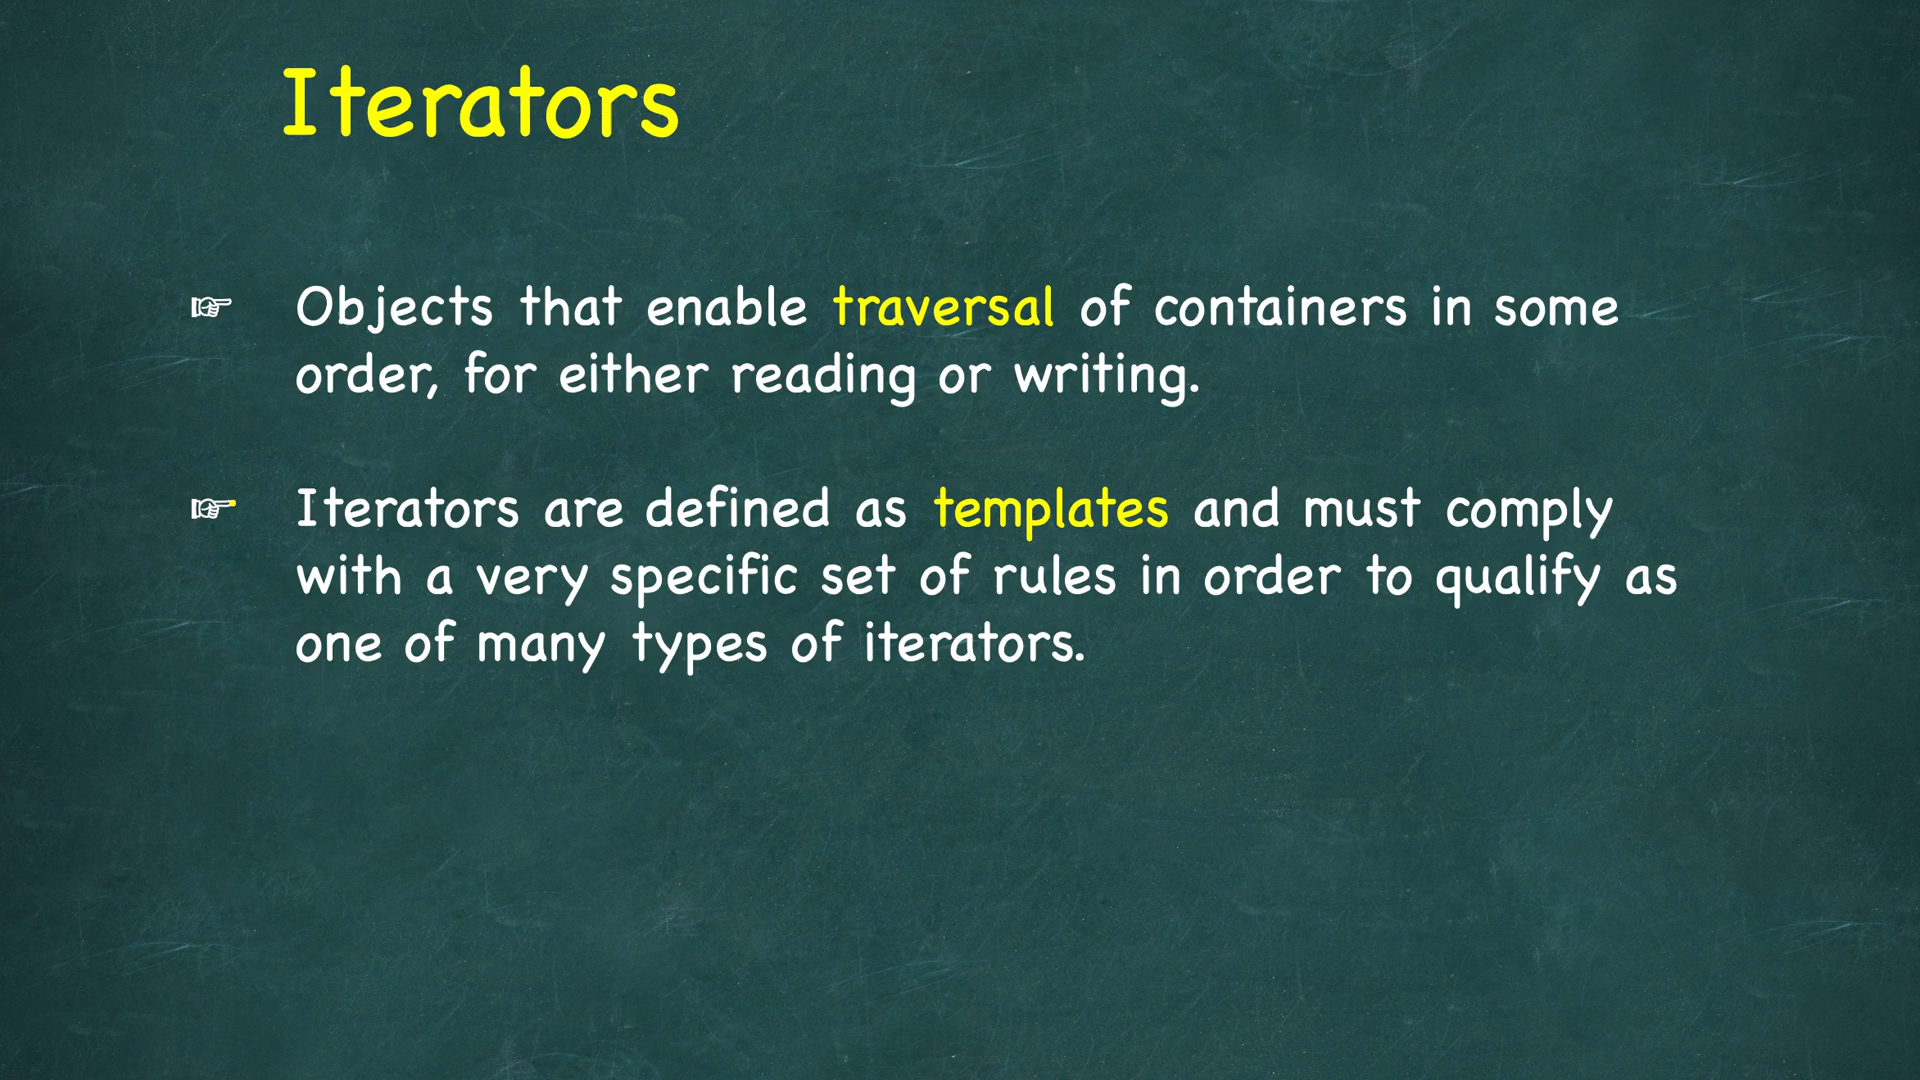 Iterators
☞ Objects that enable traversal of containers in some
order, for either reading or writing.
☞ Iterators are defined as templates and must comply
with a very specific set of rules in order to qualify as
one of many types of iterators.